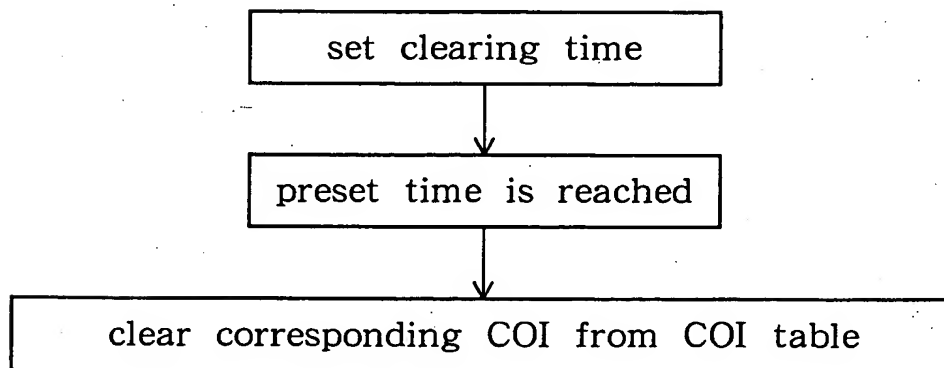 set clearing time
preset time is reached
clear corresponding COI from COI table